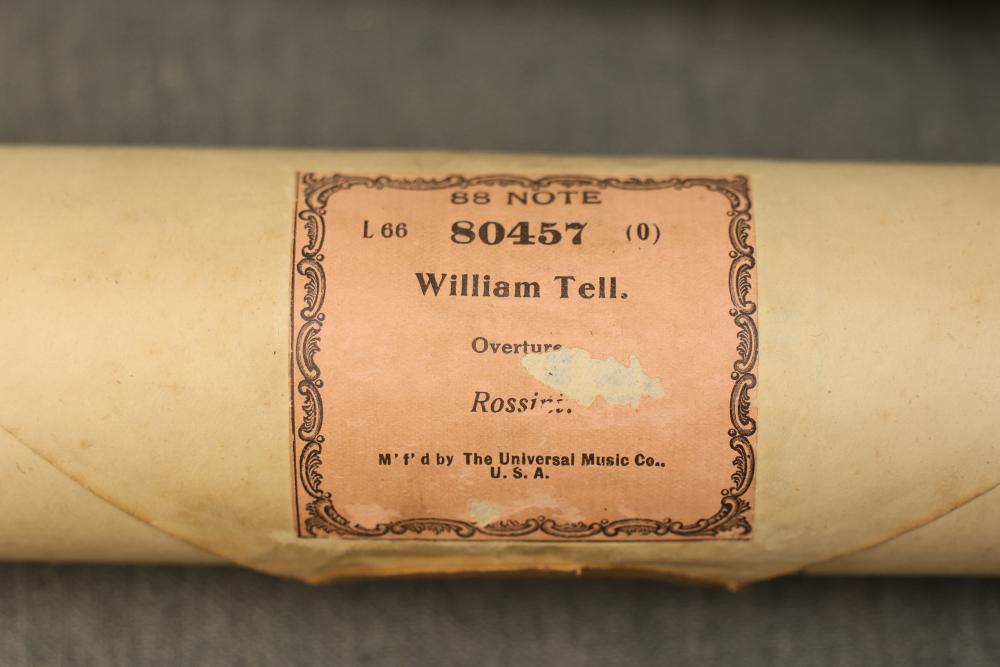 88 NOTE
L 66 80457 (0)
William Tell.
Overture
Rossini.
M'f'd by The Universal Music Co..
U. S. A.